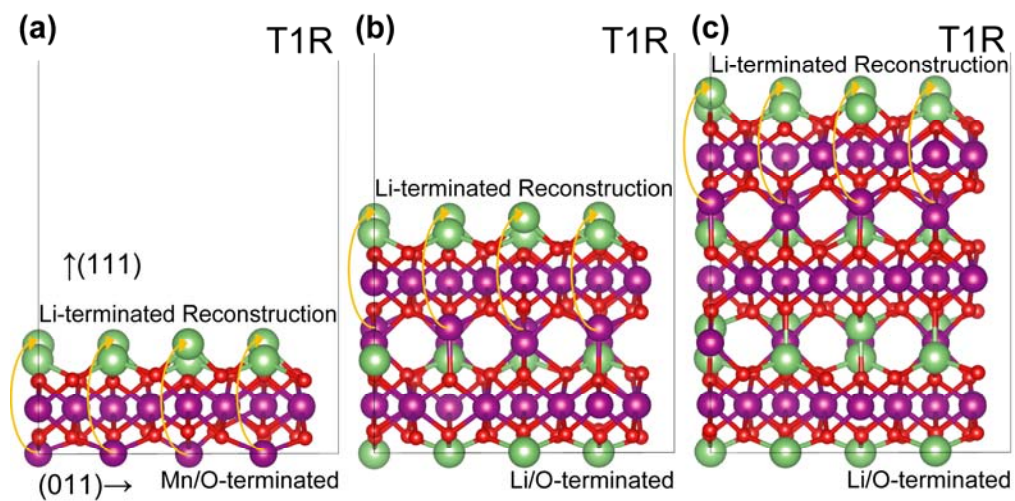 (a)
T1R
Li-terminated Reconstruction
↑(111)
(011)→
Mn/O-terminated
(b)
T1R
Li-terminated Reconstruction
Li/O-terminated
(c)
T1R
Li-terminated Reconstruction
Li/O-terminated